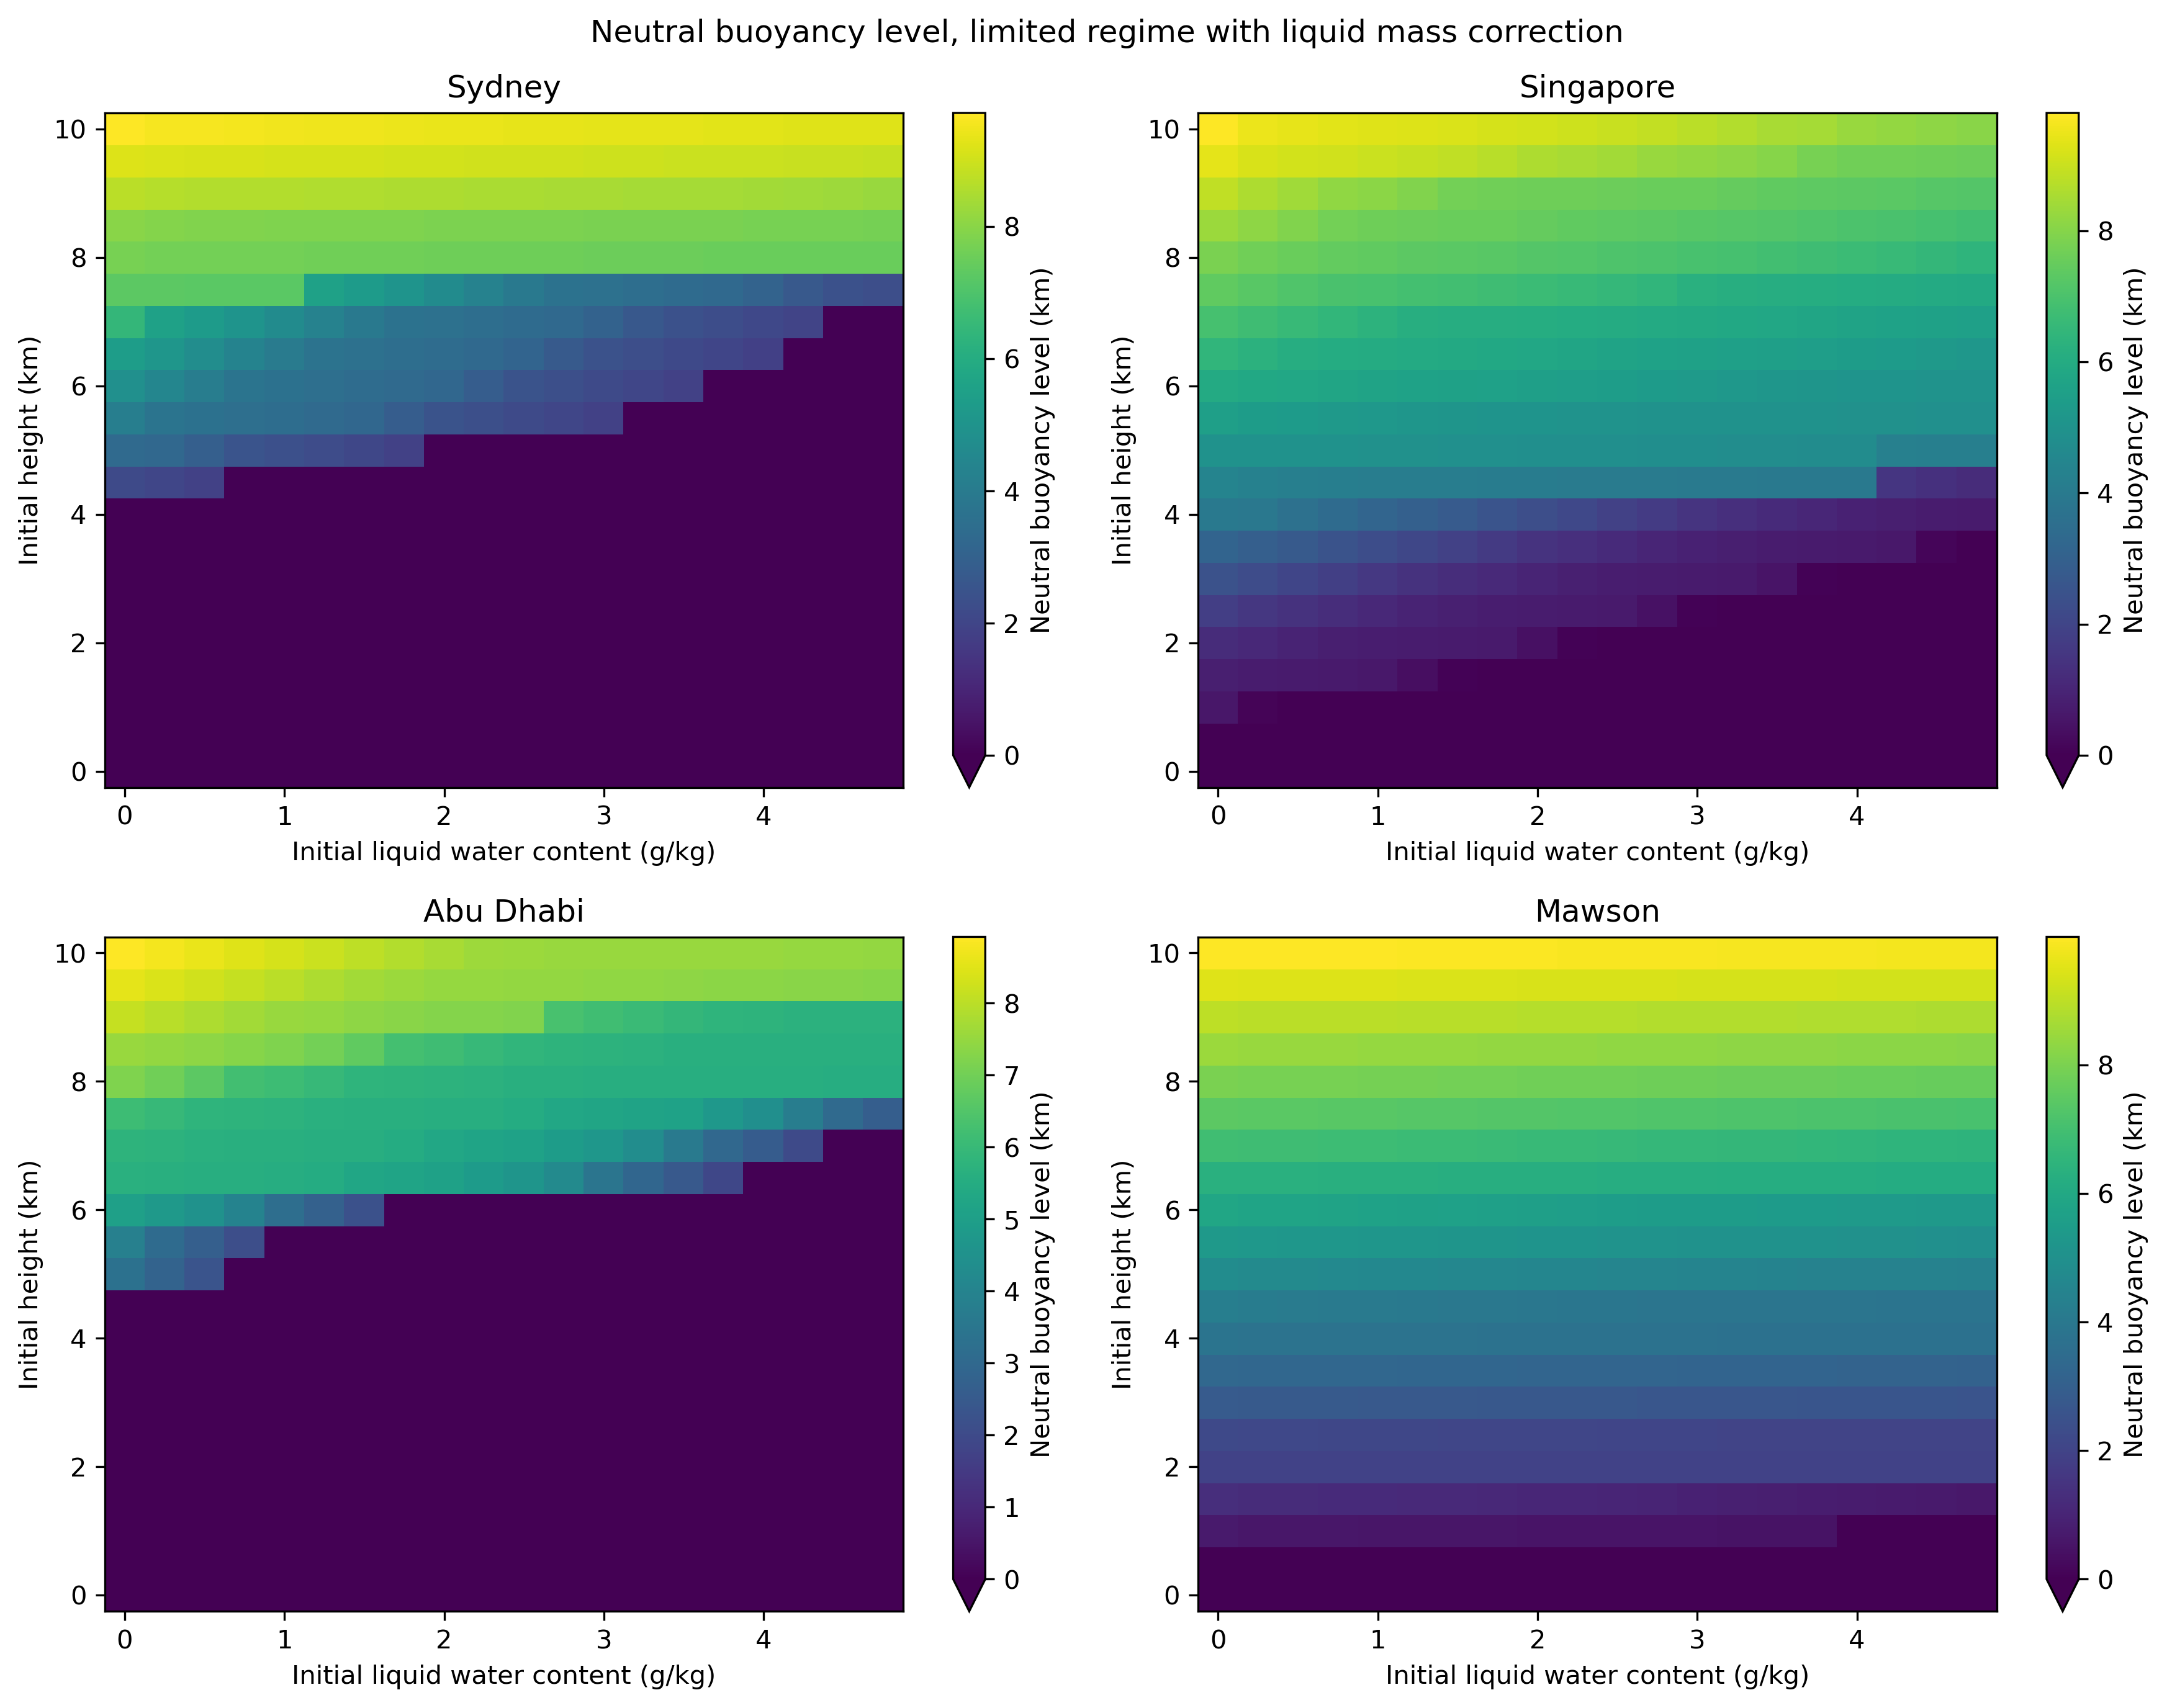 Neutral buoyancy level, limited regime with liquid mass correction
Sydney
10
8
6
4
2
0
Initial height (km)
0 1 2 3 4
Initial liquid water content (g/kg)
8
6
4
2
0
Neutral buoyancy level (km)
Singapore
10
8
6
4
2
0
Initial height (km)
0 1 2 3 4
Initial liquid water content (g/kg)
8
6
4
2
0
Neutral buoyancy level (km)
Abu Dhabi
10
8
6
4
2
0
Initial height (km)
0 1 2 3 4
Initial liquid water content (g/kg)
8
7
6
5
4
3
2
1
0
Neutral buoyancy level (km)
Mawson
10
8
6
4
2
0
Initial height (km)
0 1 2 3 4
Initial liquid water content (g/kg)
8
6
4
2
0
Neutral buoyancy level (km)